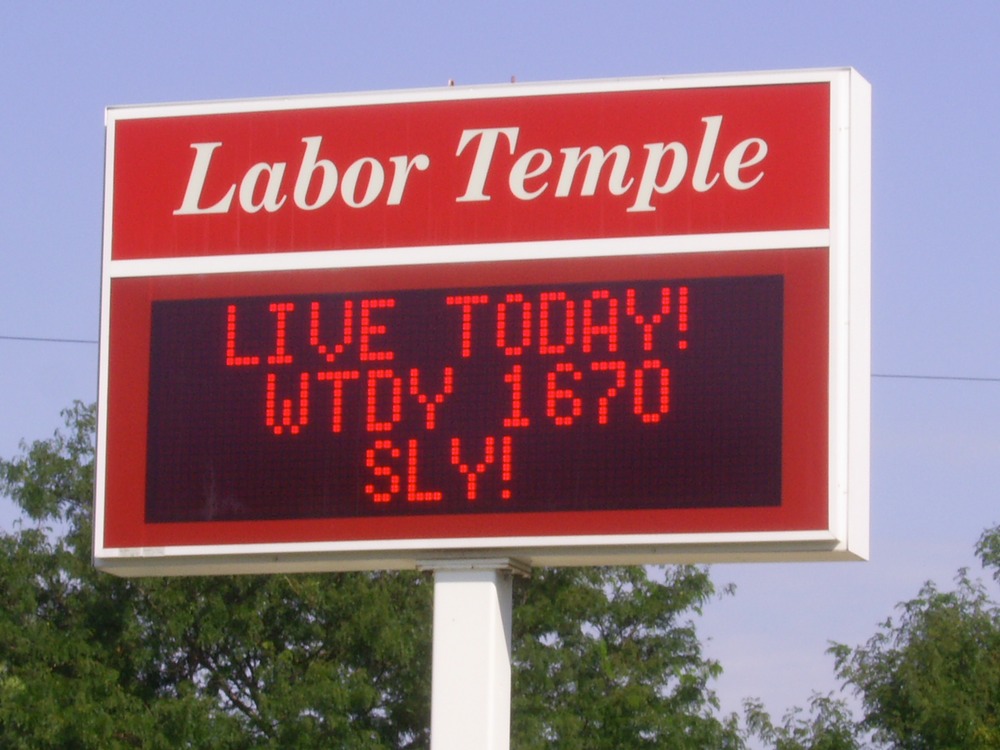 Labor Temple
LIVE TODAY!
WTDY 1670
SLY!